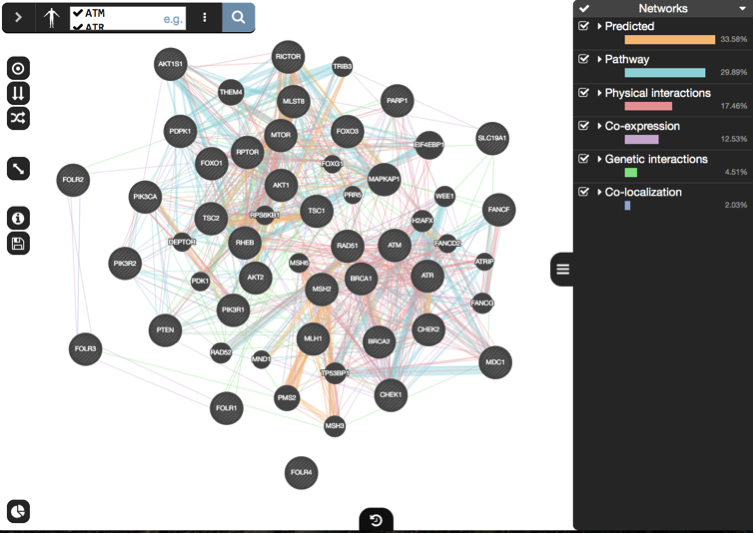 ATM
ATR
e.g.
Networks
Predicted
33.58%
Pathway
29.89%
Physical interactions
17.46%
Co-expression
12.53%
Genetic interactions
4.51%
Co-localization
2.03%
RICTOR
AKT1S1
TRIB3
THEM4
MLST8
PARP1
PDPK1
MTOR
FOXO3
SLC19A1
EIF4EBP1
RPTOR
FOXO1
FOXG1
FOLR2
MAPKAP1
AKT1
PRR5
WEE1
PIK3CA
TSC2
RPS6KB1
TSC1
FANCF
H2AFX
DEPTOR
RHEB
RAD51
ATM
FANCD2
PIK3R2
MSH6
ATRIP
PDK1
AKT2
BRCA1
ATR
MSH2
FANCG
PIK3R1
PTEN
CHEK2
MLH1
BRCA2
FOLR3
RAD52
MND1
MDC1
TP53BP1
PMS2
CHEK1
FOLR1
MSH3
FOLR4